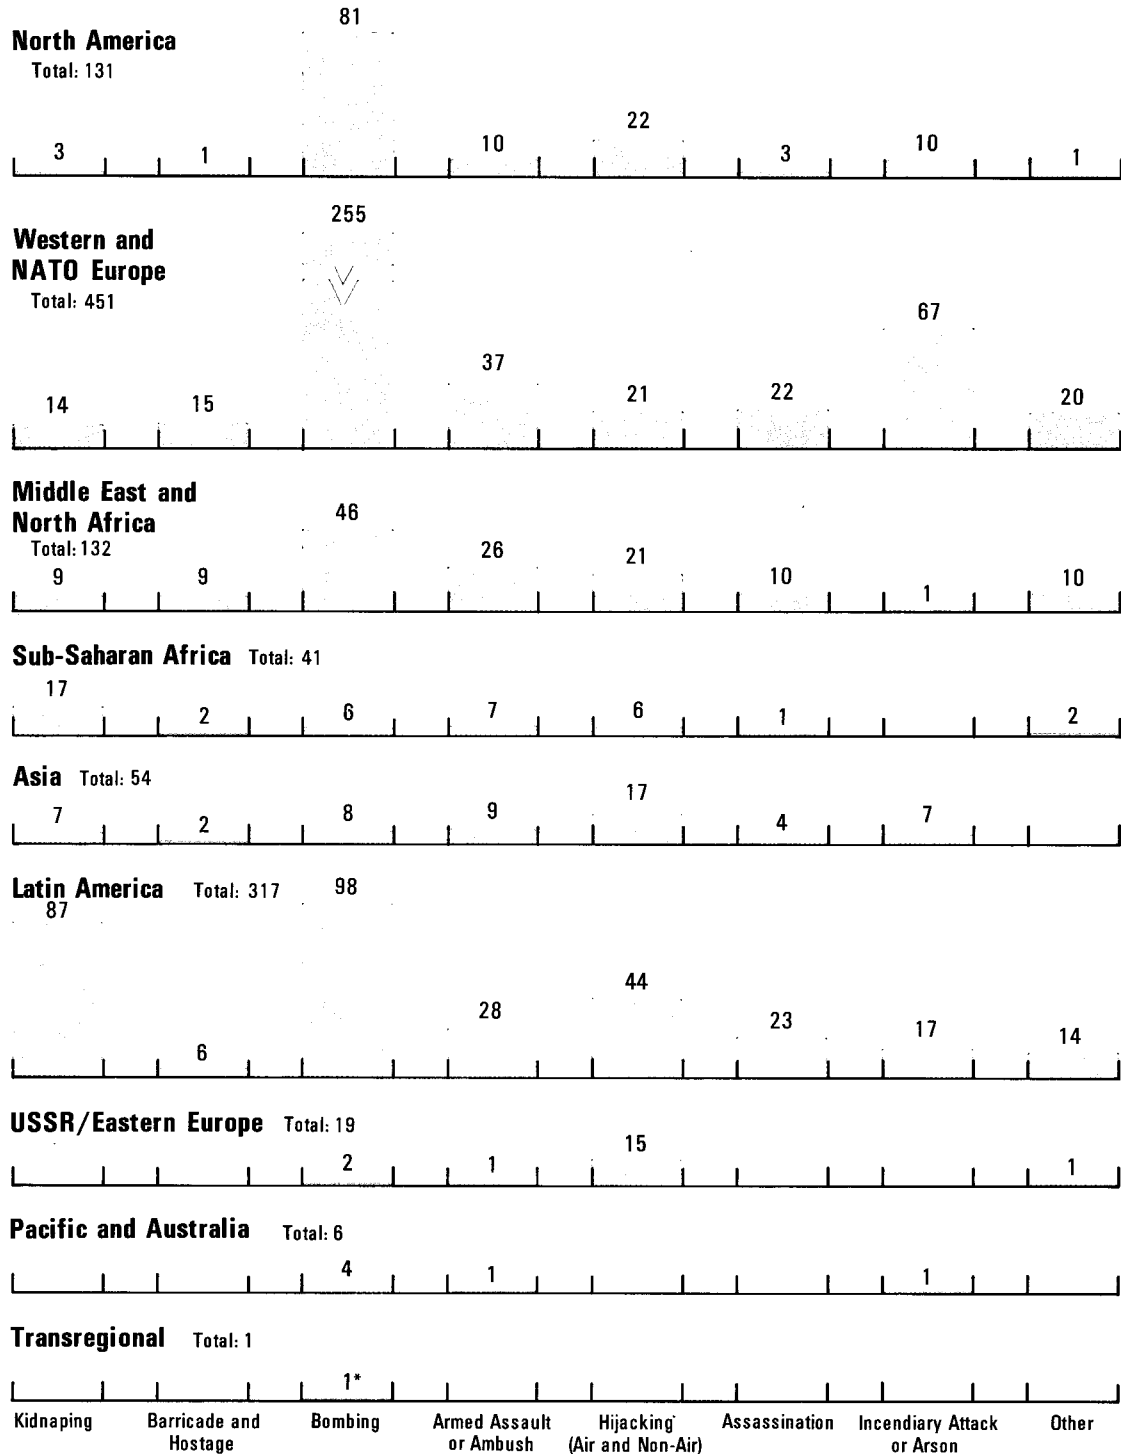 81
North America
Total: 131
3 1 10 22 3 10 1
255
Western and
NATO Europe
Total: 451
67
37
14 15 21 22 20
Middle East and
North Africa
Total: 132
46
26 21
9 9 10 1 10
Sub-Saharan Africa Total: 41
17
2 6 7 6 1 2
Asia Total: 54
17
7 2 8 9 4 7
Latin America Total: 317
98
87
44
28 23 17 14
6
USSR/Eastern Europe Total: 19
15
2 1 1
Pacific and Australia Total: 6
4 1 1
Transregional Total: 1
1*
Kidnaping Barricade and Bombing Armed Assault Hijacking Assassination Incendiary Attack Other
Hostage or Ambush (Air and Non-Air) or Arson